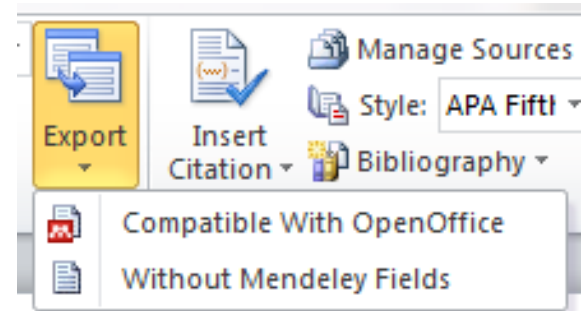 Export
Insert
Citation
Manage Sources
Style: APA Fift
Bibliography
Compatible With OpenOffice
Without Mendeley Fields